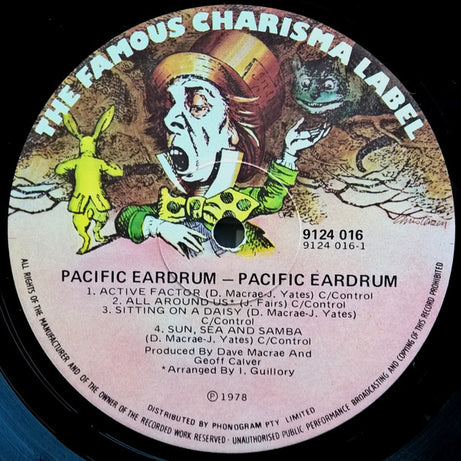 THE FAMOUS CHARISMA LABEL
9124 016
9124 016-1
PACIFIC EARDRUM — PACIFIC EARDRUM
1. ACTIVE FACTOR (D. Macrae-J. Yates) C/Control
2. ALL AROUND US* (J. Fairs) C/Control
3. SITTING ON A DAISY (D. Macrae-J. Yates)
C/Control
4. SUN, SEA AND SAMBA
(D. Macrae-J. Yates) C/Control
Produced By Dave Macrae And
Geoff Calver
*Arranged By I. Guillory
Ⓟ 1978
DISTRIBUTED BY PHONOGRAM PTY LIMITED
ALL RIGHTS OF THE MANUFACTURER AND OF THE OWNER OF THE RECORDED WORK RESERVED · UNAUTHORISED PUBLIC PERFORMANCE BROADCASTING AND COPYING OF THIS RECORD PROHIBITED